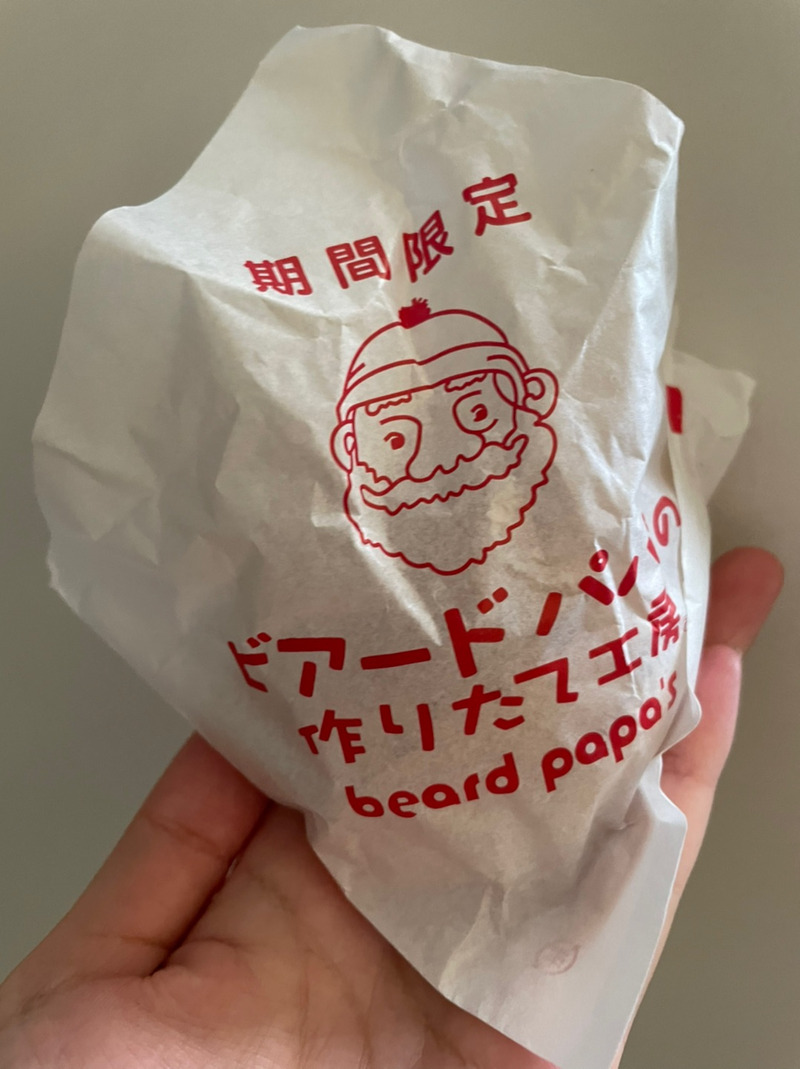 期間限定
ビアードパパの
作りたて工房
beard papa's